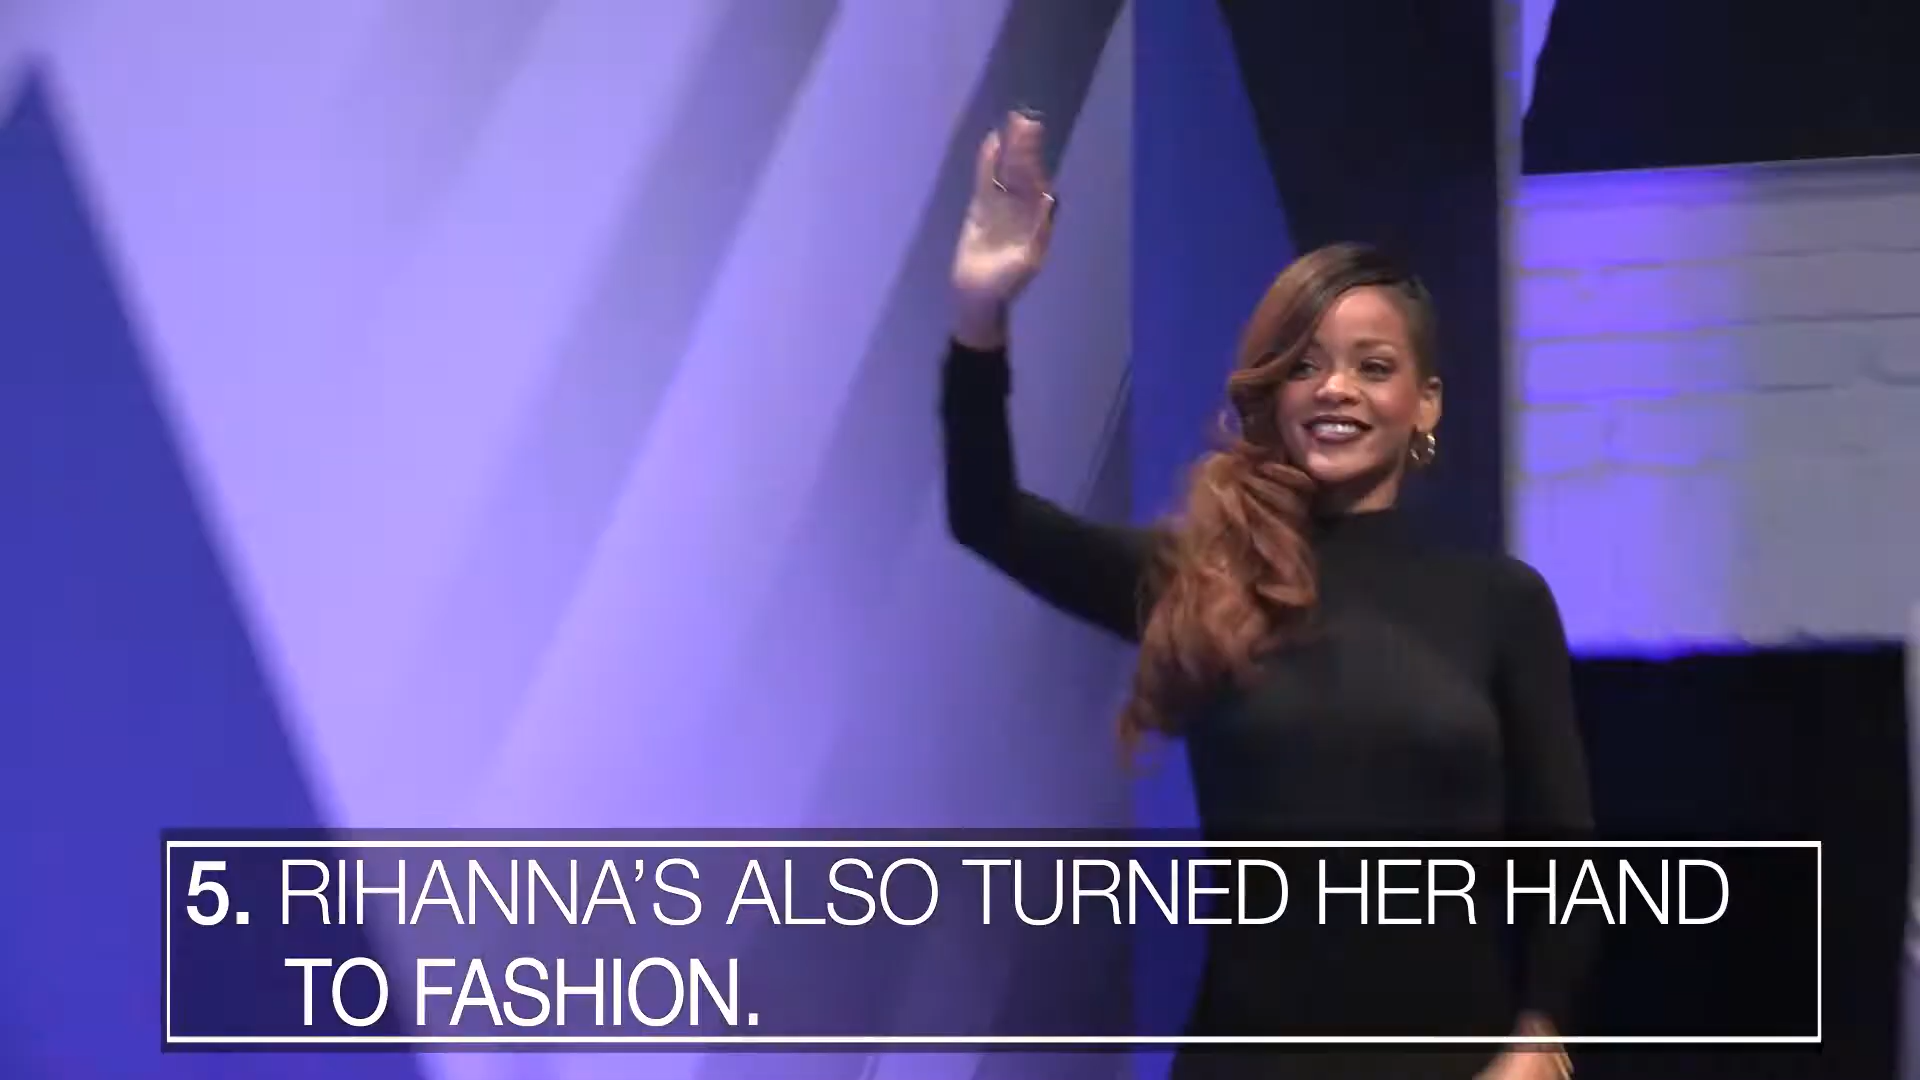 5. RIHANNA’S ALSO TURNED HER HAND
TO FASHION.